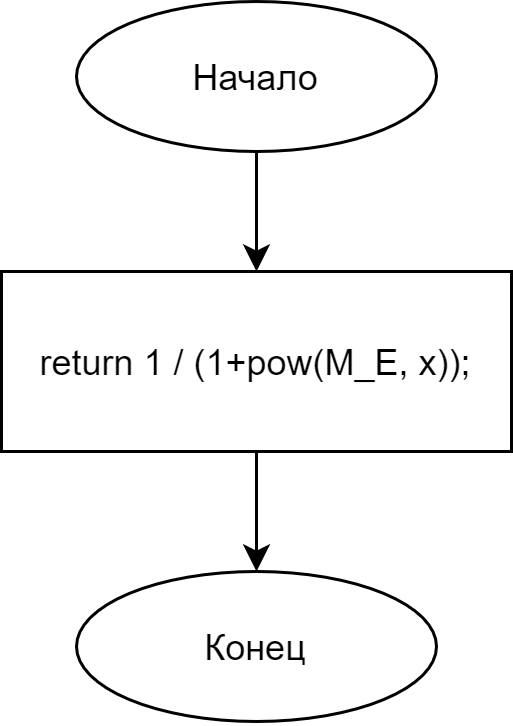 Начало
return 1 / (1+pow(M_E, x));
Конец